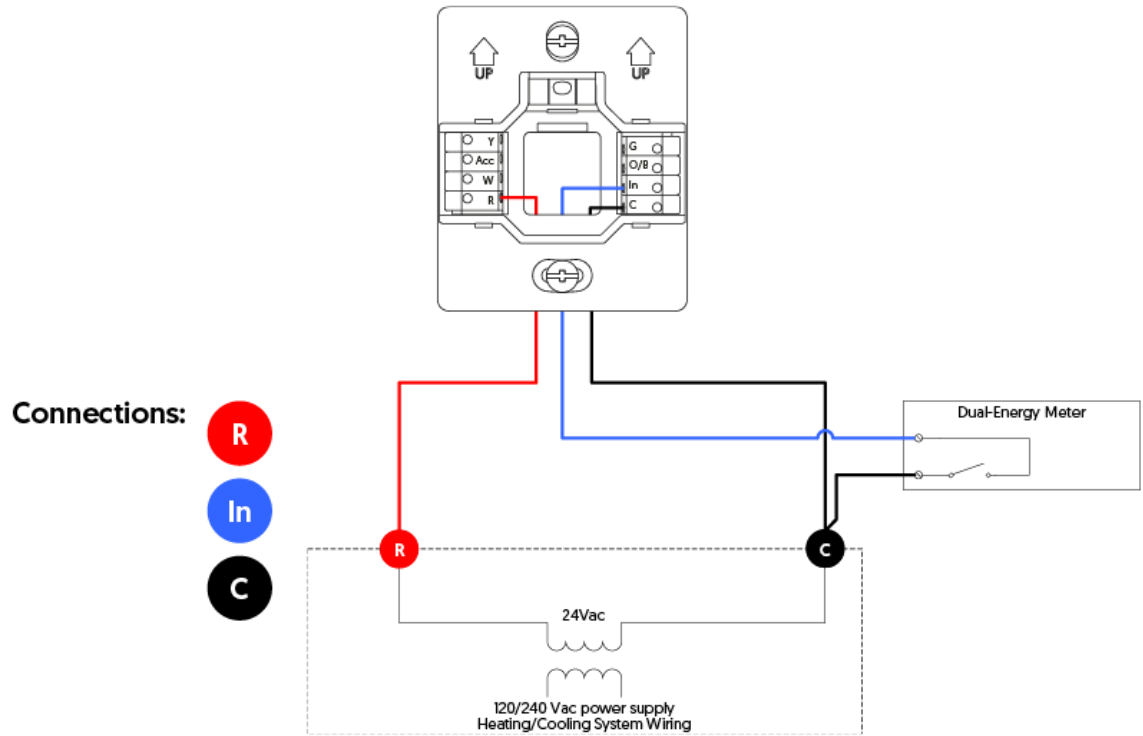 UP
UP
Y
Acc
W
R
G
O/B
In
C
Connections:
R
In
C
Dual-Energy Meter
R
C
24Vac
120/240 Vac power supply
Heating/Cooling System Wiring